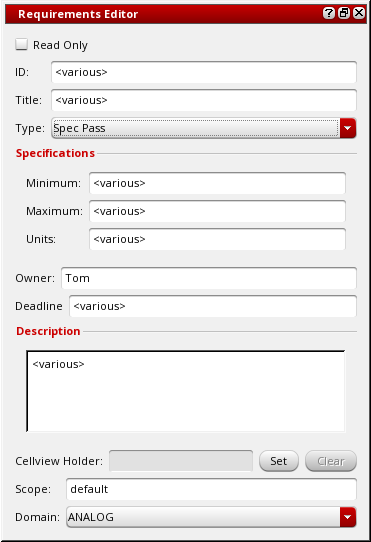 Requirements Editor
Read Only
ID: <various>
Title: <various>
Type: Spec Pass
Specifications
Minimum: <various>
Maximum: <various>
Units: <various>
Owner: Tom
Deadline <various>
Description
<various>
Cellview Holder: Set Clear
Scope: default
Domain: ANALOG